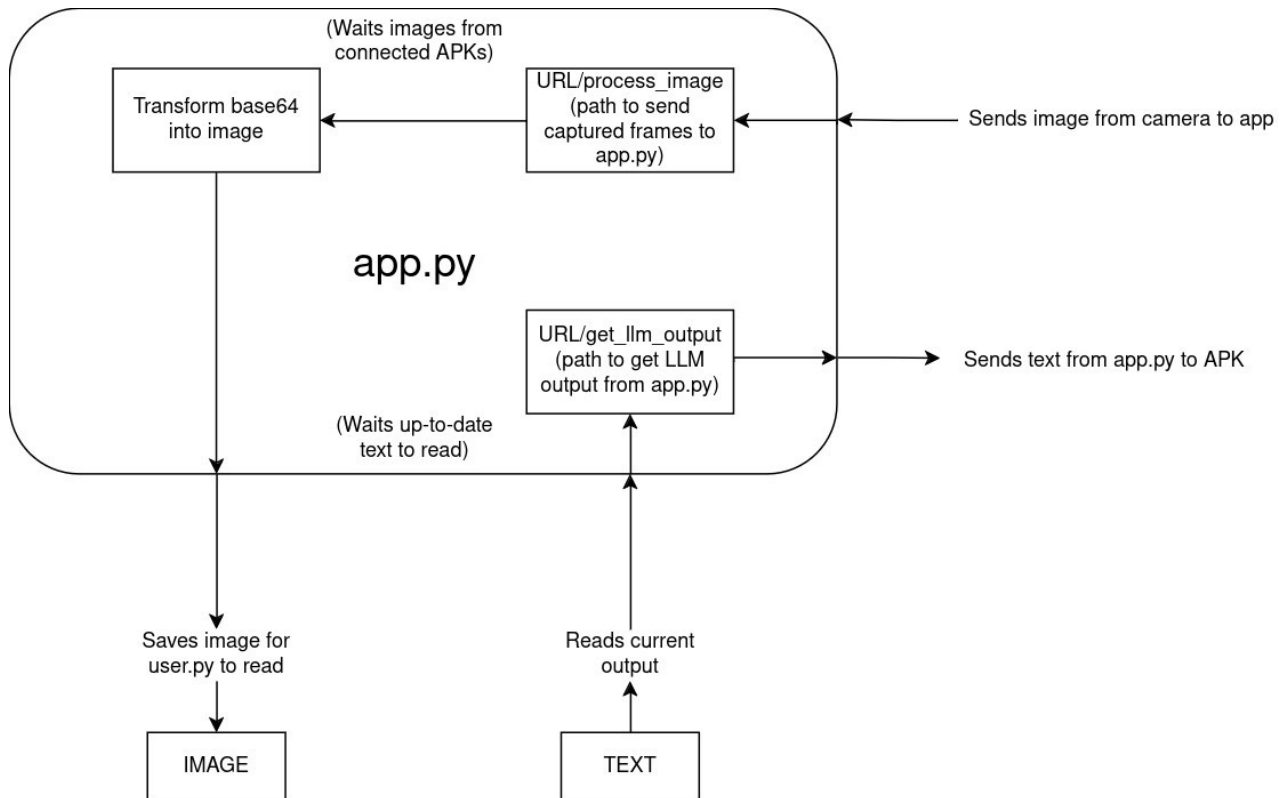 (Waits images from
connected APKs)
Transform base64
into image
URL/process_image
(path to send
captured frames to
app.py)
Sends image from camera to app
app.py
URL/get_llm_output
(path to get LLM
output from app.py)
Sends text from app.py to APK
(Waits up-to-date
text to read)
Saves image for
user.py to read
Reads current
output
IMAGE
TEXT